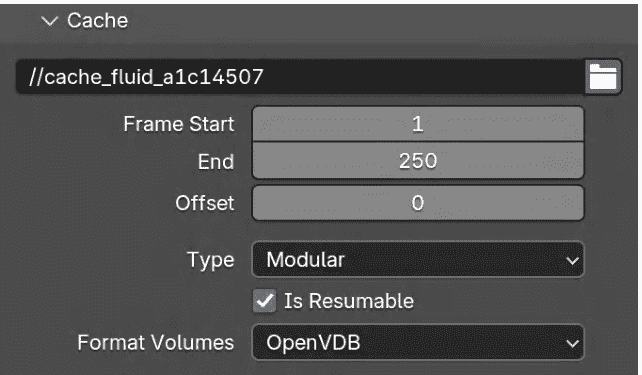 Cache
//cache_fluid_a1c14507
Frame Start 1
End 250
Offset 0
Type Modular
Is Resumable
Format Volumes OpenVDB